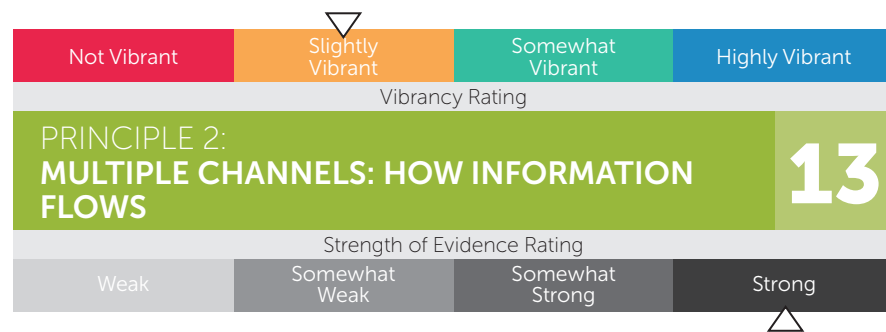 Not Vibrant
Slightly
Vibrant
Somewhat
Vibrant
Highly Vibrant
Vibrancy Rating
PRINCIPLE 2:
MULTIPLE CHANNELS: HOW INFORMATION
FLOWS
13
Strength of Evidence Rating
Weak
Somewhat
Weak
Somewhat
Strong
Strong